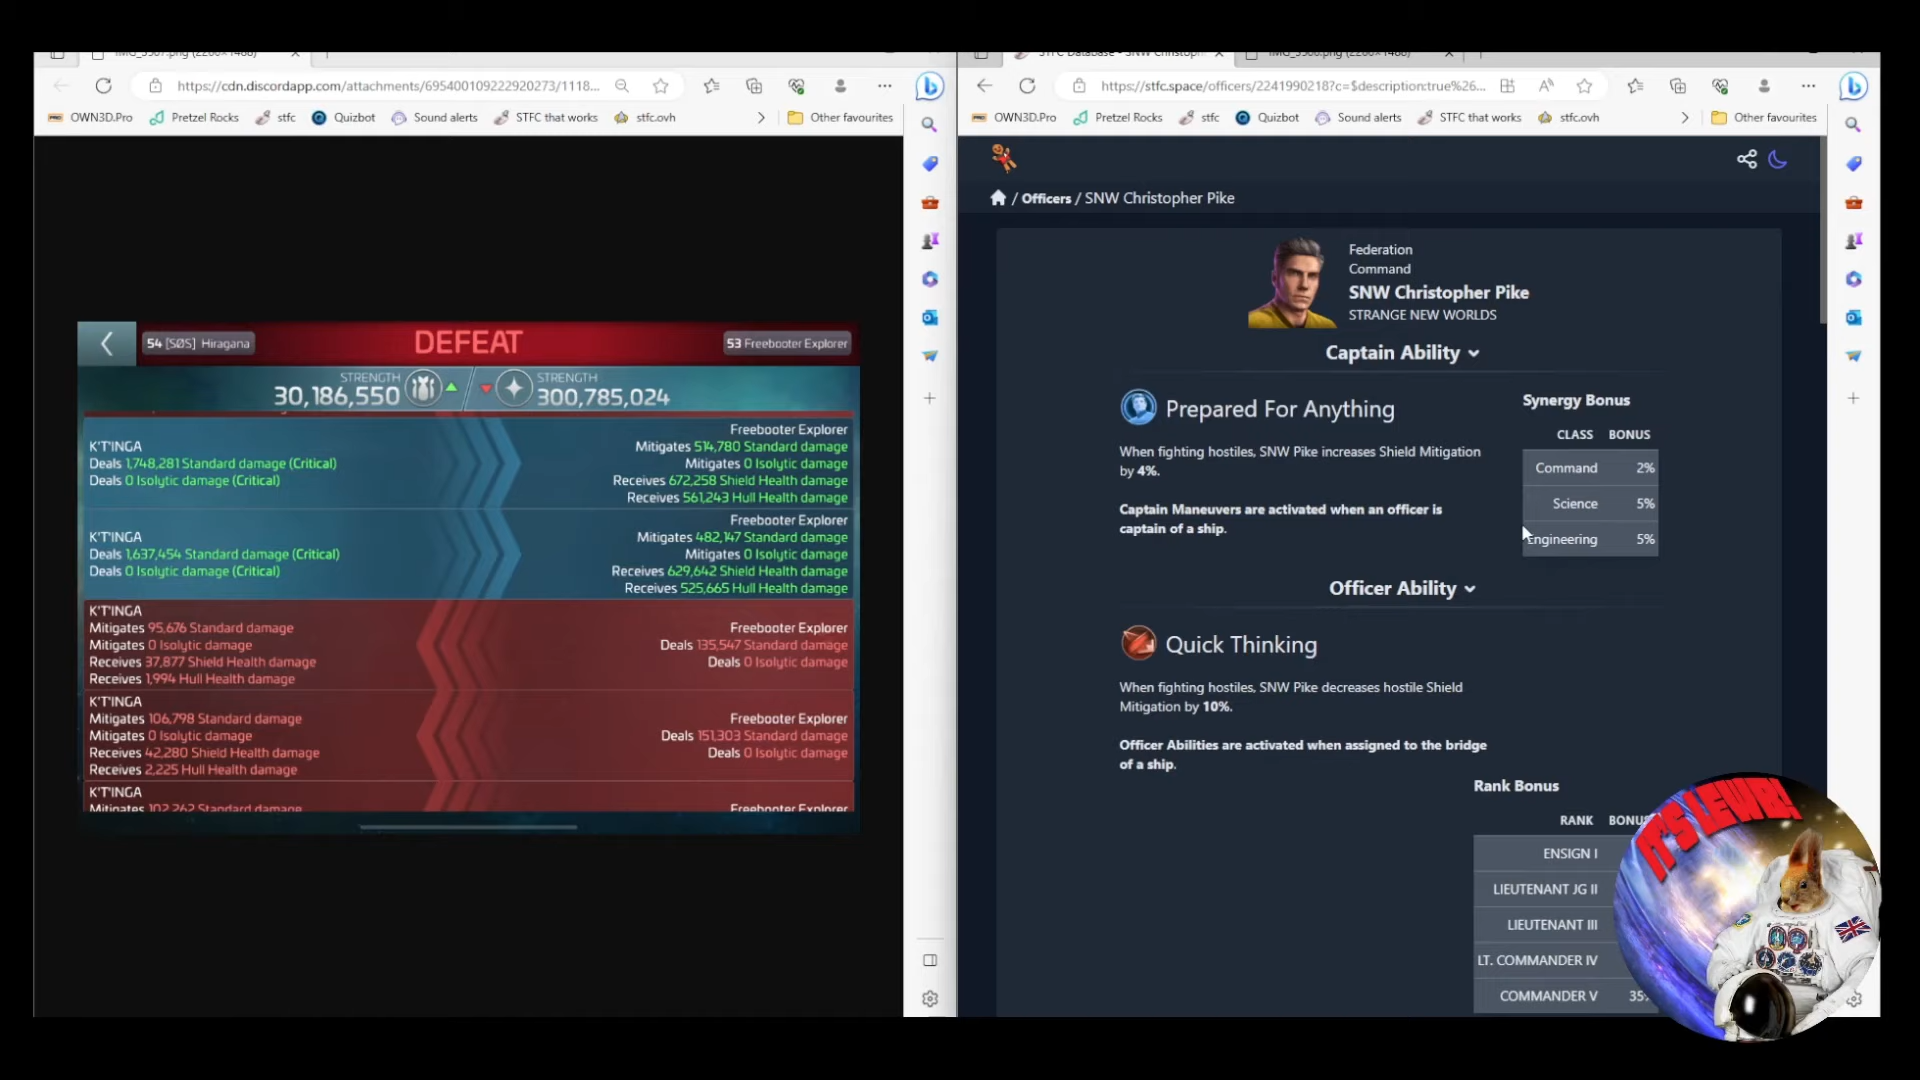 https://cdn.discordapp.com/attachments/695400109222920273/1118...
OWN3D.Pro
Pretzel Rocks
stfc
Quizbot
Sound alerts
STFC that works
stfc.ovh
Other favourites
54 [SØS] Hiragana
DEFEAT
53 Freebooter Explorer
STRENGTH
30,186,550
STRENGTH
300,785,024
K'T'INGA
Deals 1,748,281 Standard damage (Critical)
Deals 0 Isolytic damage (Critical)
Freebooter Explorer
Mitigates 514,780 Standard damage
Mitigates 0 Isolytic damage
Receives 672,258 Shield Health damage
Receives 561,243 Hull Health damage
K'T'INGA
Deals 1,637,454 Standard damage (Critical)
Deals 0 Isolytic damage (Critical)
Freebooter Explorer
Mitigates 482,147 Standard damage
Mitigates 0 Isolytic damage
Receives 629,642 Shield Health damage
Receives 525,665 Hull Health damage
K'T'INGA
Mitigates 95,676 Standard damage
Mitigates 0 Isolytic damage
Receives 37,877 Shield Health damage
Receives 1,994 Hull Health damage
Freebooter Explorer
Deals 135,547 Standard damage
Deals 0 Isolytic damage
K'T'INGA
Mitigates 106,798 Standard damage
Mitigates 0 Isolytic damage
Receives 42,280 Shield Health damage
Receives 2,225 Hull Health damage
Freebooter Explorer
Deals 151,303 Standard damage
Deals 0 Isolytic damage
K'T'INGA
Mitigates 102,262 Standard damage
Freebooter Explorer
https://stfc.space/officers/2241990218?c=$description:true%26...
OWN3D.Pro
Pretzel Rocks
stfc
Quizbot
Sound alerts
STFC that works
stfc.ovh
Other favourites
/ Officers / SNW Christopher Pike
Federation
Command
SNW Christopher Pike
STRANGE NEW WORLDS
Captain Ability
Prepared For Anything
When fighting hostiles, SNW Pike increases Shield Mitigation
by 4%.
Captain Maneuvers are activated when an officer is
captain of a ship.
Synergy Bonus
CLASS BONUS
Command 2%
Science 5%
Engineering 5%
Officer Ability
Quick Thinking
When fighting hostiles, SNW Pike decreases hostile Shield
Mitigation by 10%.
Officer Abilities are activated when assigned to the bridge
of a ship.
Rank Bonus
RANK
ENSIGN I
LIEUTENANT JG II
LIEUTENANT III
LT. COMMANDER IV
COMMANDER V
IT'S LEWB!